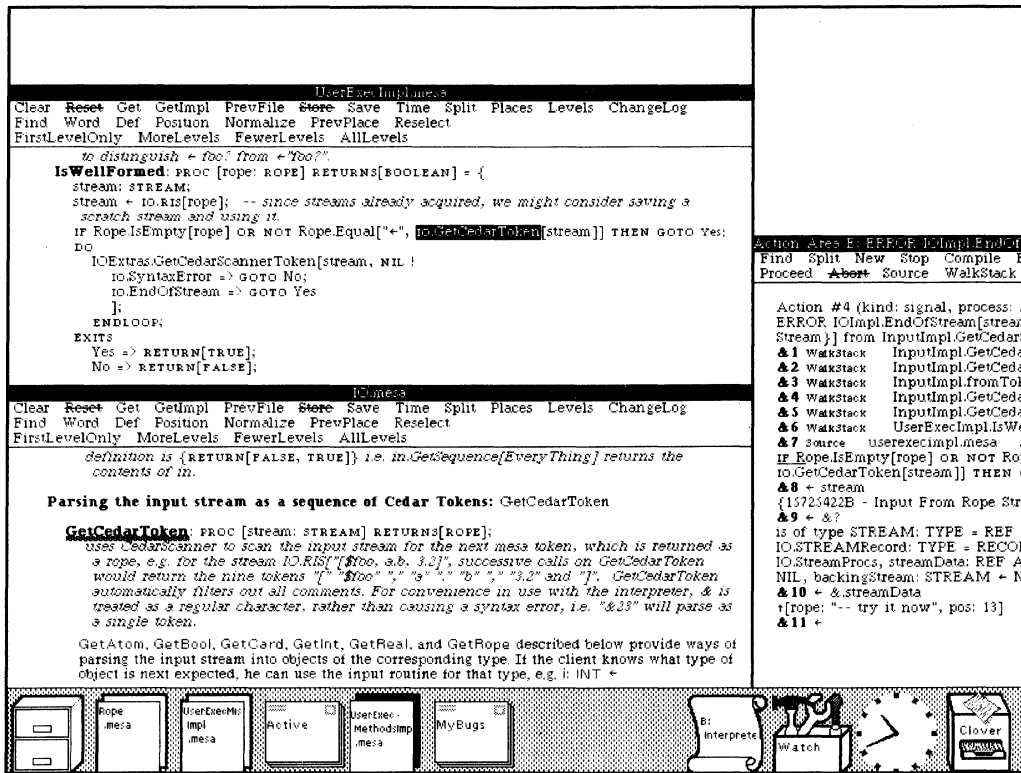 UserExecImpl.mesa
Clear Reset Get GetImpl PrevFile Store Save Time Split Places Levels ChangeLog
Find Word Def Position Normalize PrevPlace Reselect
FirstLevelOnly MoreLevels FewerLevels AllLevels
to distinguish ← foo? from ←"foo?".
IsWellFormed: PROC [rope: ROPE] RETURNS[BOOLEAN] = {
stream: STREAM;
stream ← IO.RIS[rope]; -- since streams already acquired, we might consider saving a
scratch stream and using it.
IF Rope.IsEmpty[rope] OR NOT Rope.Equal["←", IO.GetCedarToken[stream]] THEN GOTO Yes;
DO
IOExtras.GetCedarScannerToken[stream, NIL !
IO.SyntaxError => GOTO No;
IO.EndOfStream => GOTO Yes
];
ENDLOOP;
EXITS
Yes => RETURN[TRUE];
No => RETURN[FALSE];
IO.mesa
Clear Reset Get GetImpl PrevFile Store Save Time Split Places Levels ChangeLog
Find Word Def Position Normalize PrevPlace Reselect
FirstLevelOnly MoreLevels FewerLevels AllLevels
definition is {RETURN[FALSE, TRUE]} i.e. in.GetSequence[EveryThing] returns the
contents of in.
Parsing the input stream as a sequence of Cedar Tokens: GetCedarToken
GetCedarToken: PROC [stream: STREAM] RETURNS[ROPE];
uses CedarScanner to scan the input stream for the next mesa token, which is returned as
a rope, e.g. for the stream IO.RIS["[$foo, a.b, 3.2]", successive calls on GetCedarToken
would return the nine tokens "[" "$foo" "," "a" "." "b" "," "3.2" and "]". GetCedarToken
automatically filters out all comments. For convenience in use with the interpreter, & is
treated as a regular character, rather than causing a syntax error, i.e. "&23" will parse as
a single token.
GetAtom, GetBool, GetCard, GetInt, GetReal, and GetRope described below provide ways of
parsing the input stream into objects of the corresponding type. If the client knows what type of
object is next expected, he can use the input routine for that type, e.g. i: INT ←
Action Area B: ERROR IOImpl.EndOf
Find Split New Stop Compile
Proceed Abort Source WalkStack
Action #4 (kind: signal, process:
ERROR IOImpl.EndOfStream[stream
Stream}] from InputImpl.GetCedarS
&1 WalkStack InputImpl.GetCeda
&2 WalkStack InputImpl.GetCeda
&3 WalkStack InputImpl.fromTok
&4 WalkStack InputImpl.GetCeda
&5 WalkStack InputImpl.GetCeda
&6 WalkStack UserExecImpl.IsWe
&7 Source userexecimpl.mesa
IF Rope.IsEmpty[rope] OR NOT Rop
IO.GetCedarToken[stream]] THEN
&8 ← stream
{15725422B - Input From Rope Str
&9 ← &?
is of type STREAM: TYPE = REF
IO.STREAMRecord: TYPE = RECOR
IO.StreamProcs, streamData: REF A
NIL, backingStream: STREAM ← N
&10 ← &.streamData
↑[rope: "-- try it now", pos: 13]
&11 ←
Rope
.mesa
UserExecMis
Impl
.mesa
Active
UserExec-
MethodsImp
.mesa
MyBugs
B:
Interprete
Watch
Clover